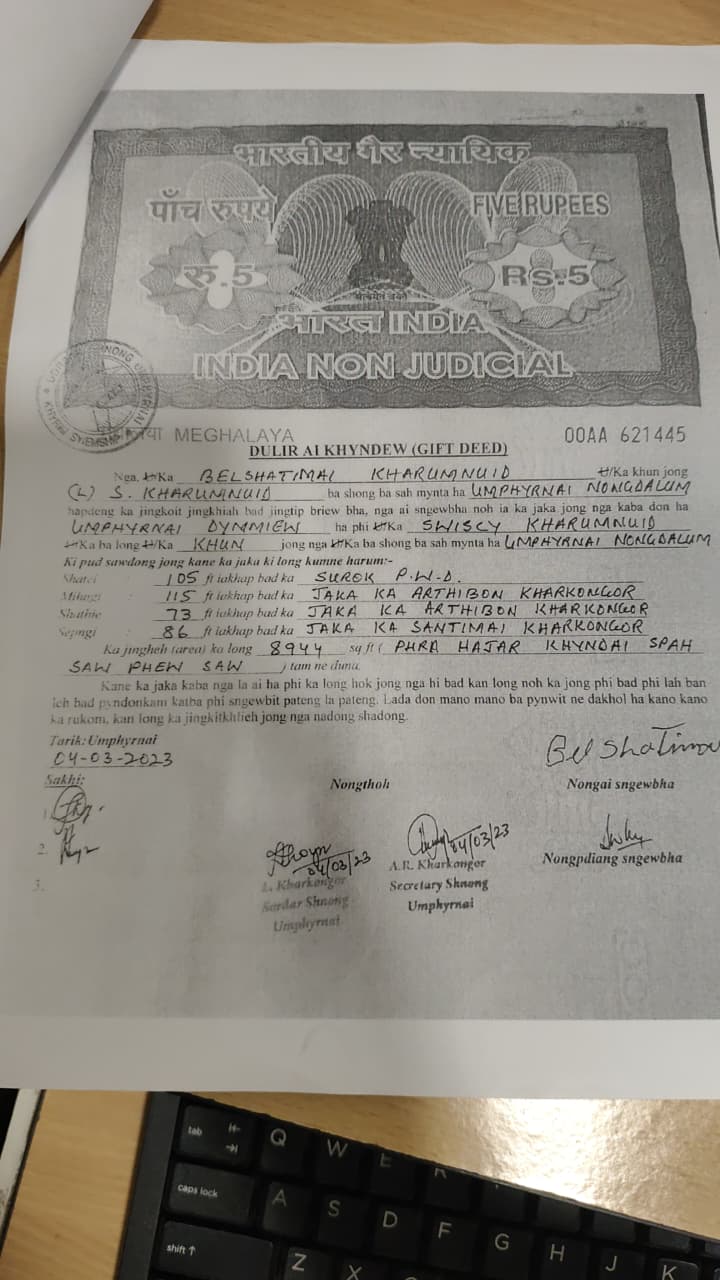 भारतीय गैर न्यायिक
पाँच रुपये FIVE RUPEES
रु.5 Rs.5
सत्यमेव जयते
भारत INDIA
INDIA NON JUDICIAL
MEGHALAYA 00AA 621445
DULIR AI KHYNDEW (GIFT DEED)
Nga, U/Ka BELSHATIMAI KHARUMNUID U/Ka khun jong
(L) S. KHARUMNUID ba shong ba sah mynta ha UMPHYRNAI NONGDALUM
hapdeng ka jingkoit jingkhiah bad jingtip briew bha, nga ai sngewbha noh ia ka jaka jong nga kaba don ha
UMPHYRNAI DYMMIEW ha phi U/Ka SWISCY KHARUMNUID
U/Ka ba long U/Ka KHUN jong nga U/Ka ba shong ba sah mynta ha UMPHYRNAI NONGDALUM
Ki pud sawdong jong kane ka jaka ki long kumne harum:-
Shatei : 105 ft iakhap bad ka SUROK P.W.D.
Mihngi : 115 ft iakhap bad ka JAKA KA ARTHIBON KHARKONGOR
Shathie : 73 ft iakhap bad ka JAKA KA ARTHIBON KHARKONGOR
Sepngi : 86 ft iakhap bad ka JAKA KA SANTIMAI KHARKONGOR
Ka jingheh (area) ka long 8944 sq ft ( PHRA HAJAR KHYNDAI SPAH
SAW PHEW SAW ) tam ne duna.
Kane ka jaka kaba nga la ai ha phi ka long hok jong nga hi bad kan long noh ka jong phi bad phi lah ban
ieh bad pyndonkam katba phi sngewbit pateng la pateng. Lada don mano mano ba pynwit ne dakhol ha kano kano
ka rukom, kan long ka jingkitkhlieh jong nga nadong shadong.
Tarik: Umphyrnai
04-03-2023
Sakhi:
Nongthoh
Belshatimai
Nongai sngewbha
1.
2.
3.
04/03/23
L. Kharkongor
Sordar Shnong
Umphyrnai
04/03/23
A.R. Kharkongor
Secretary Shnong
Umphyrnai
Nongpdiang sngewbha
tab Q W E R
caps lock A S D F G H J K
shift Z X